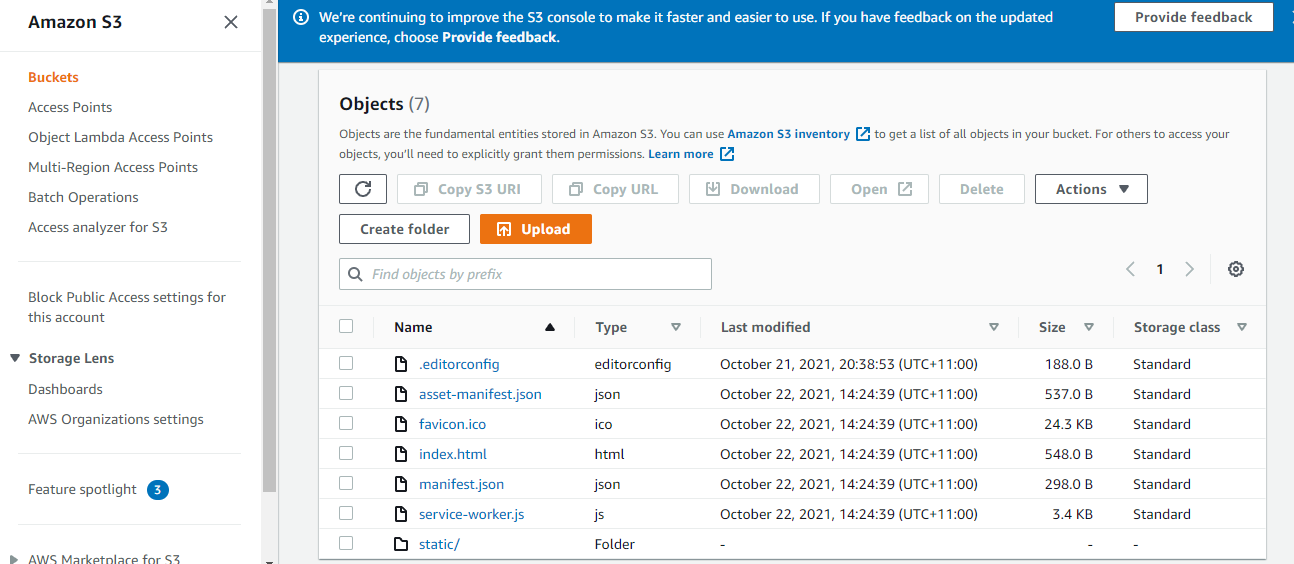 Amazon S3
Buckets
Access Points
Object Lambda Access Points
Multi-Region Access Points
Batch Operations
Access analyzer for S3
Block Public Access settings for
this account
Storage Lens
Dashboards
AWS Organizations settings
Feature spotlight 3
AWS Marketplace for S3
We're continuing to improve the S3 console to make it faster and easier to use. If you have feedback on the updated
experience, choose Provide feedback.
Provide feedback
Objects (7)
Objects are the fundamental entities stored in Amazon S3. You can use Amazon S3 inventory to get a list of all objects in your bucket. For others to access your
objects, you'll need to explicitly grant them permissions. Learn more
Copy S3 URI Copy URL Download Open Delete Actions
Create folder Upload
Find objects by prefix 1
Name Type Last modified Size Storage class
.editorconfig editorconfig October 21, 2021, 20:38:53 (UTC+11:00) 188.0 B Standard
asset-manifest.json json October 22, 2021, 14:24:39 (UTC+11:00) 537.0 B Standard
favicon.ico ico October 22, 2021, 14:24:39 (UTC+11:00) 24.3 KB Standard
index.html html October 22, 2021, 14:24:39 (UTC+11:00) 548.0 B Standard
manifest.json json October 22, 2021, 14:24:39 (UTC+11:00) 298.0 B Standard
service-worker.js js October 22, 2021, 14:24:39 (UTC+11:00) 3.4 KB Standard
static/ Folder - - -